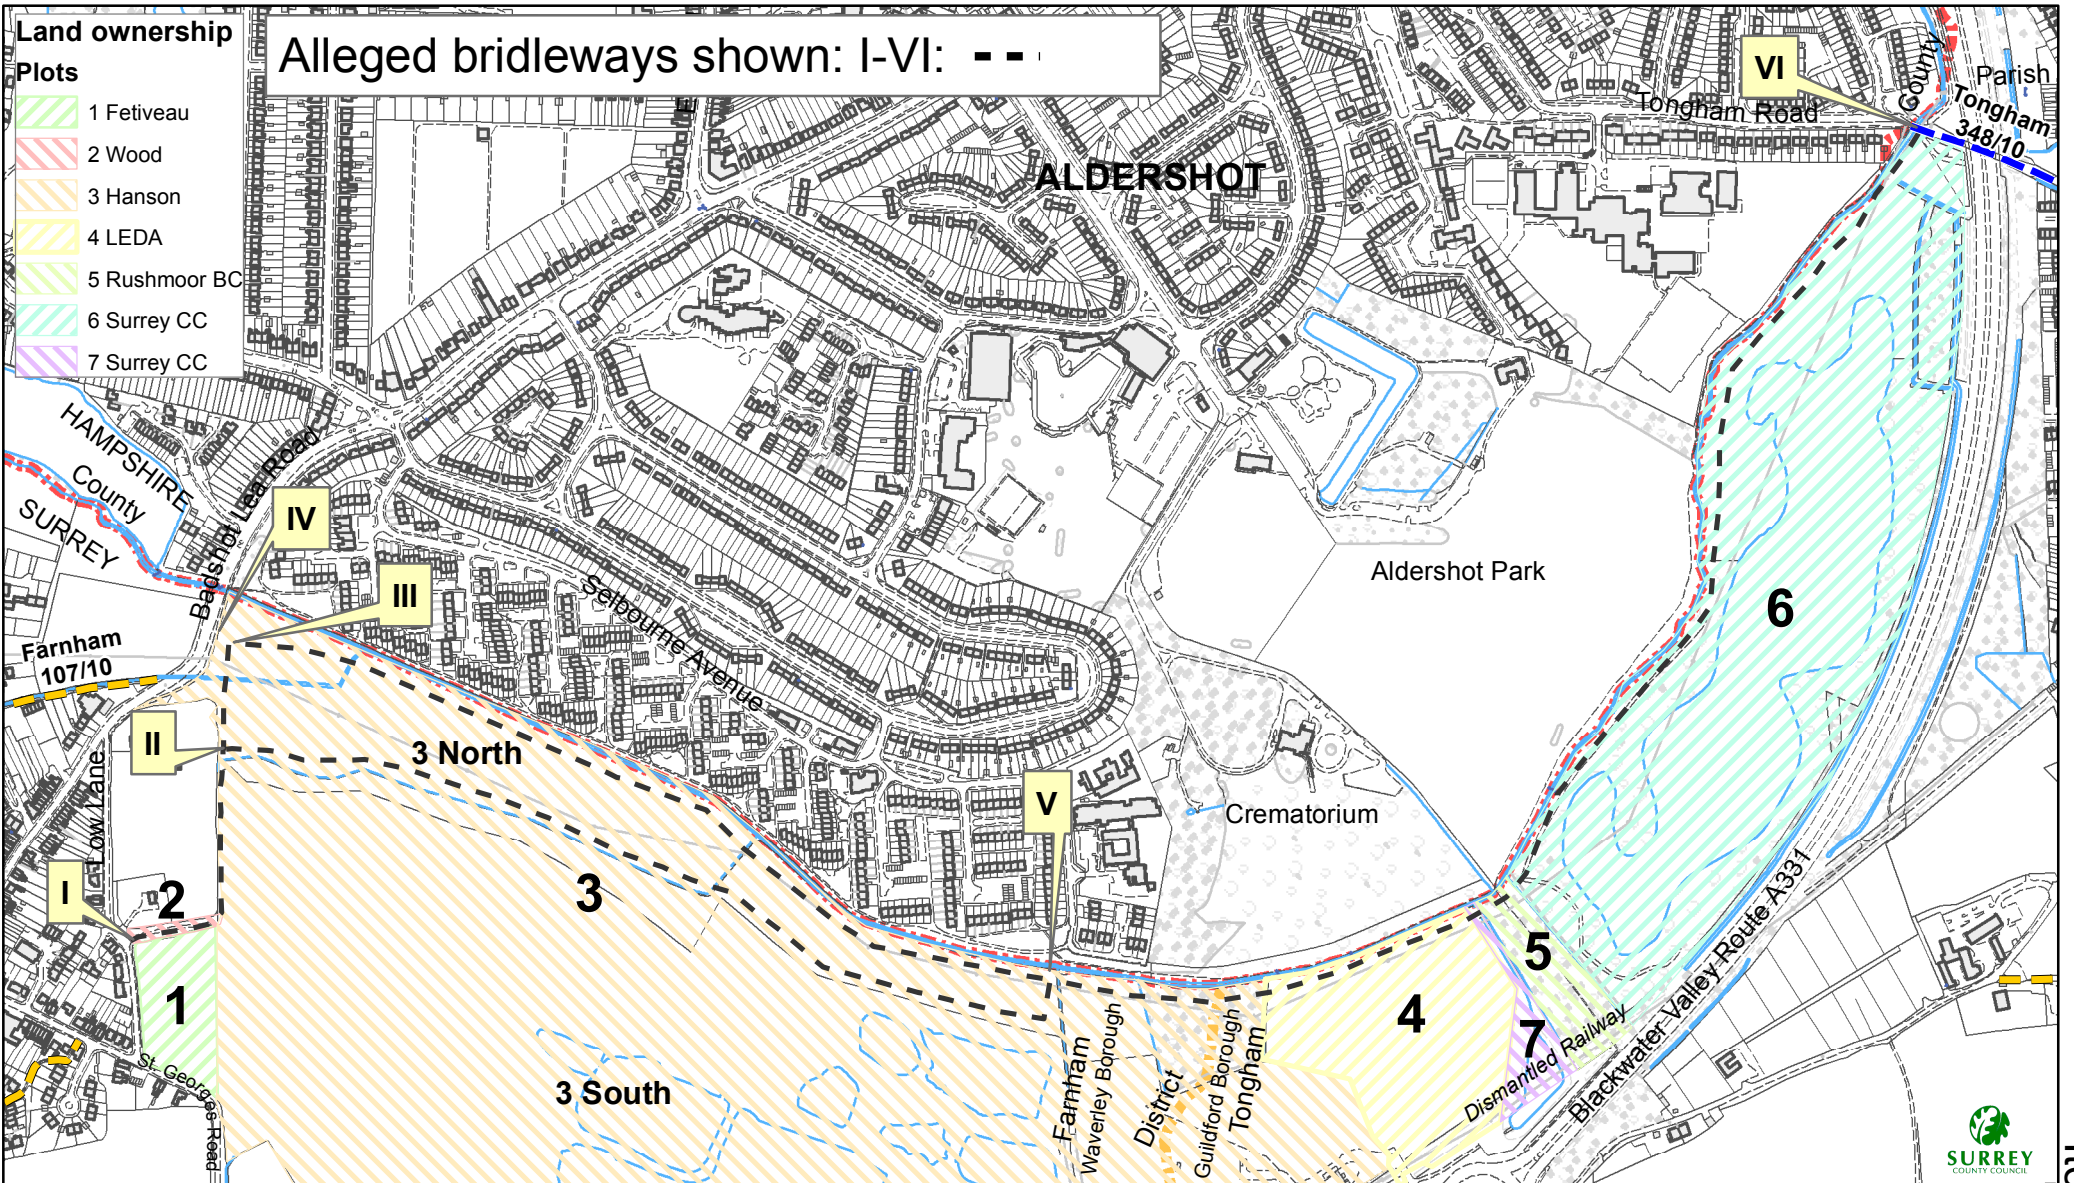 Land ownership
Plots
1 Fetiveau
2 Wood
3 Hanson
4 LEDA
5 Rushmoor BC
6 Surrey CC
7 Surrey CC
Alleged bridleways shown: I-VI:
VI
County
Parish
Tongham Road
Tongham
348/10
ALDERSHOT
HAMPSHIRE
County
SURREY
Badshot Lea Road
IV
III
Selbourne Avenue
Aldershot Park
6
Farnham
107/10
II
3 North
Low Lane
V
Crematorium
I
2
3
5
1
4
7
St. Georges Road
3 South
Farnham
Waverley Borough
District
Guildford Borough
Tongham
Dismantled Railway
Blackwater Valley Route A331
SURREY
COUNTY COUNCIL